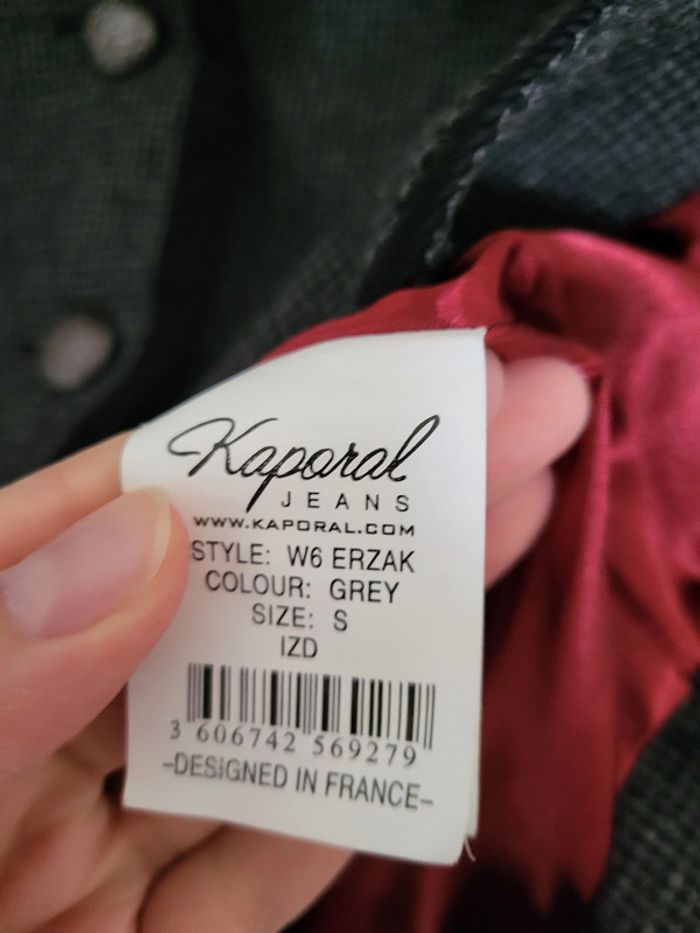 Kaporal
JEANS
WWW.KAPORAL.COM
STYLE: W6 ERZAK
COLOUR: GREY
SIZE: S
IZD
3 606742 569279
-DESIGNED IN FRANCE-